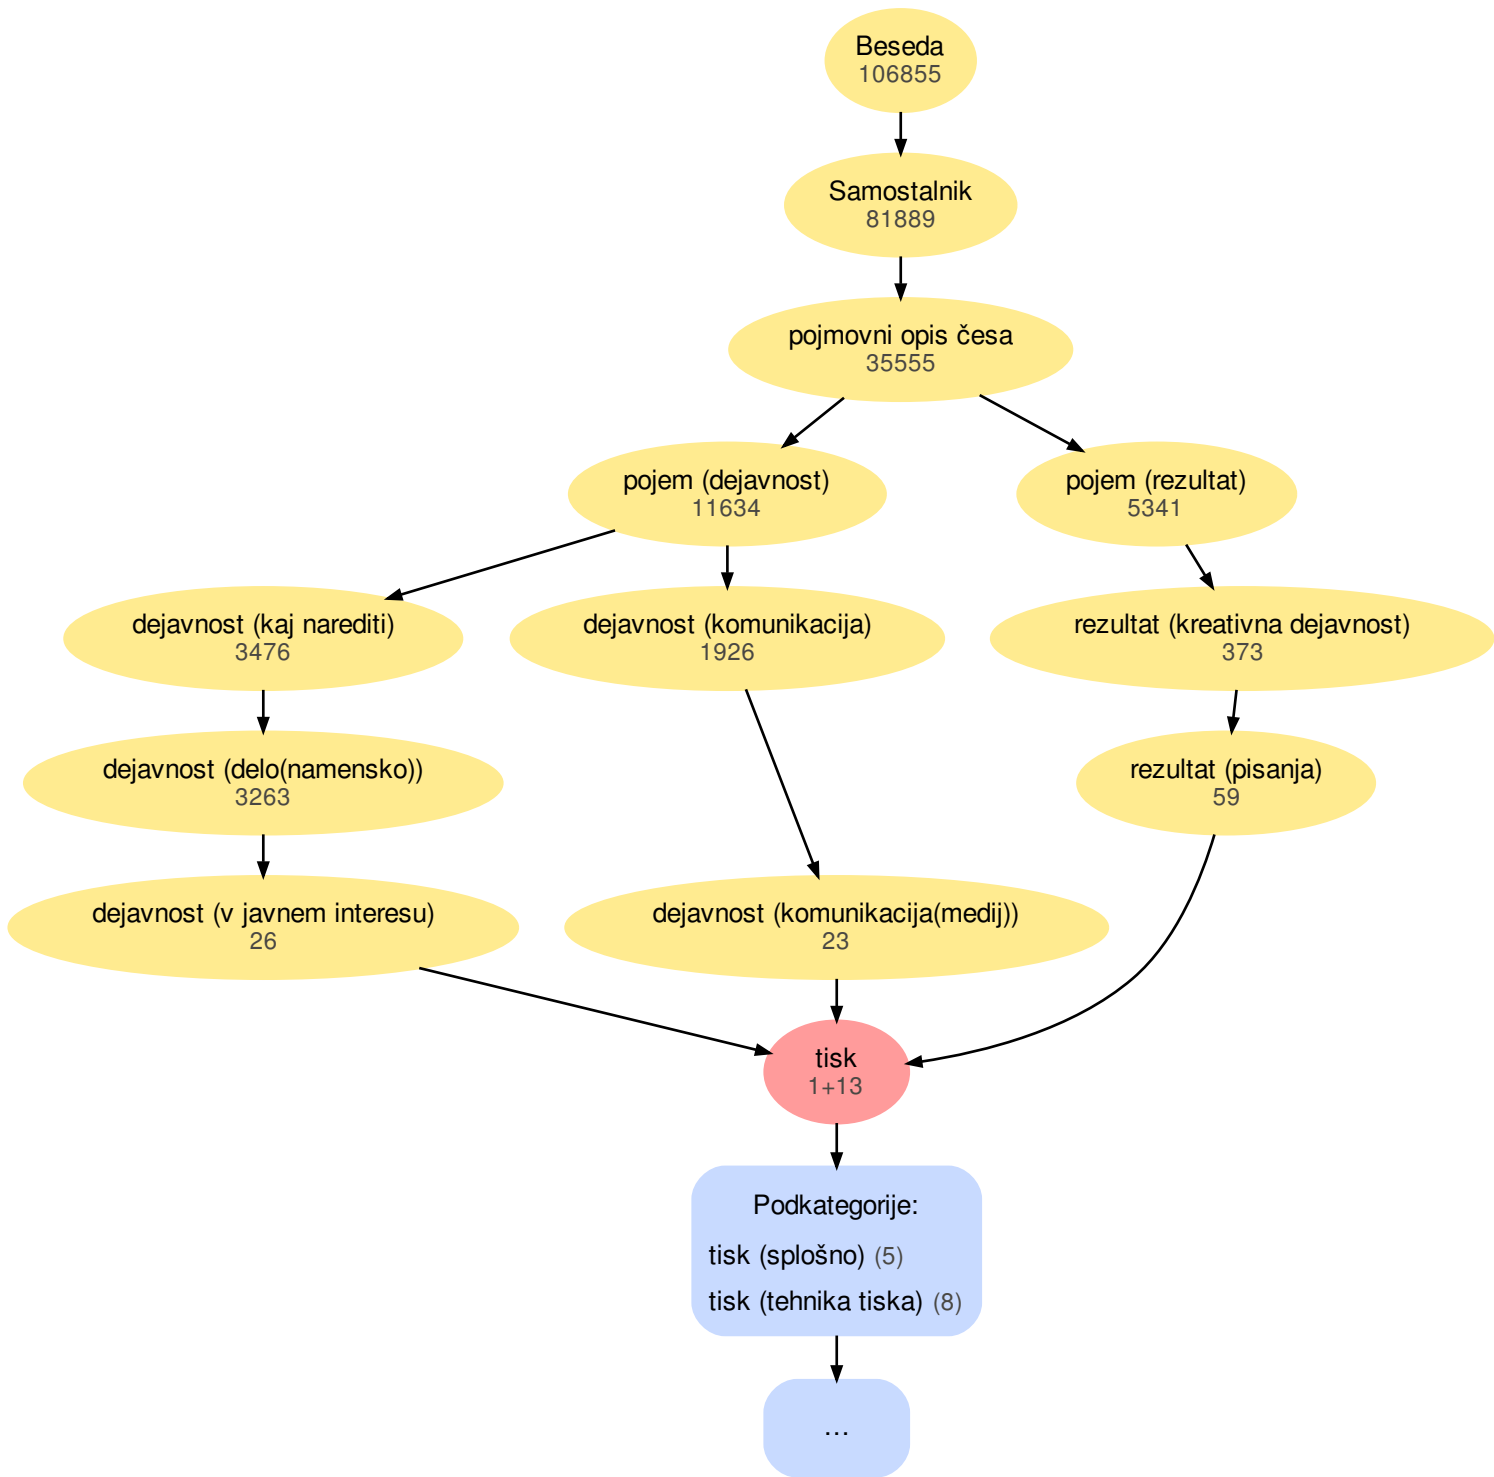 Beseda
106855
Samostalnik
81889
pojmovni opis česa
35555
pojem (dejavnost)
11634
pojem (rezultat)
5341
dejavnost (kaj narediti)
3476
dejavnost (komunikacija)
1926
rezultat (kreativna dejavnost)
373
dejavnost (delo(namensko))
3263
rezultat (pisanja)
59
dejavnost (v javnem interesu)
26
dejavnost (komunikacija(medij))
23
tisk
1+13
Podkategorije:
tisk (splošno) (5)
tisk (tehnika tiska) (8)
...